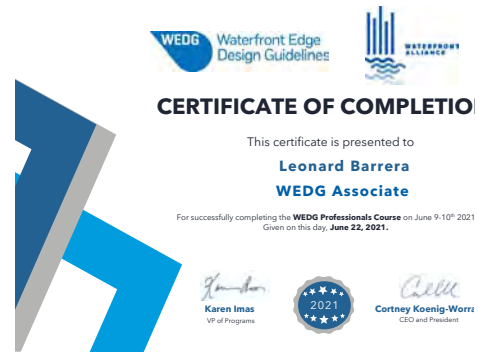 WEDG Waterfront Edge
Design Guidelines
WATERFRONT
ALLIANCE
CERTIFICATE OF COMPLETIO
This certificate is presented to
Leonard Barrera
WEDG Associate
For successfully completing the WEDG Professionals Course on June 9-10th 2021
Given on this day, June 22, 2021.
2021
Karen Imas
VP of Programs
Cortney Koenig-Worra
CEO and President